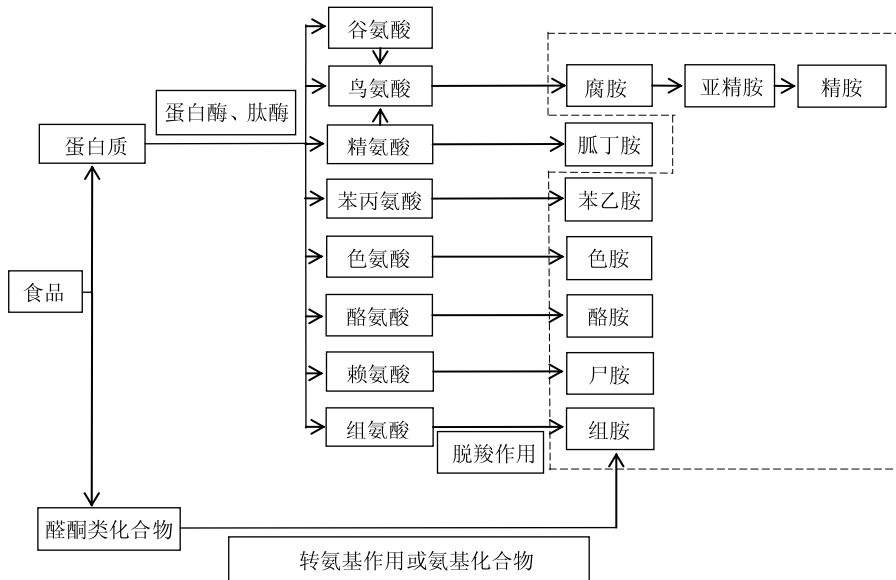 谷氨酸
鸟氨酸
腐胺
亚精胺
精胺
蛋白酶、肽酶
蛋白质
精氨酸
胍丁胺
苯丙氨酸
苯乙胺
色氨酸
色胺
食品
酪氨酸
酪胺
赖氨酸
尸胺
组氨酸
组胺
脱羧作用
醛酮类化合物
转氨基作用或氨基化合物